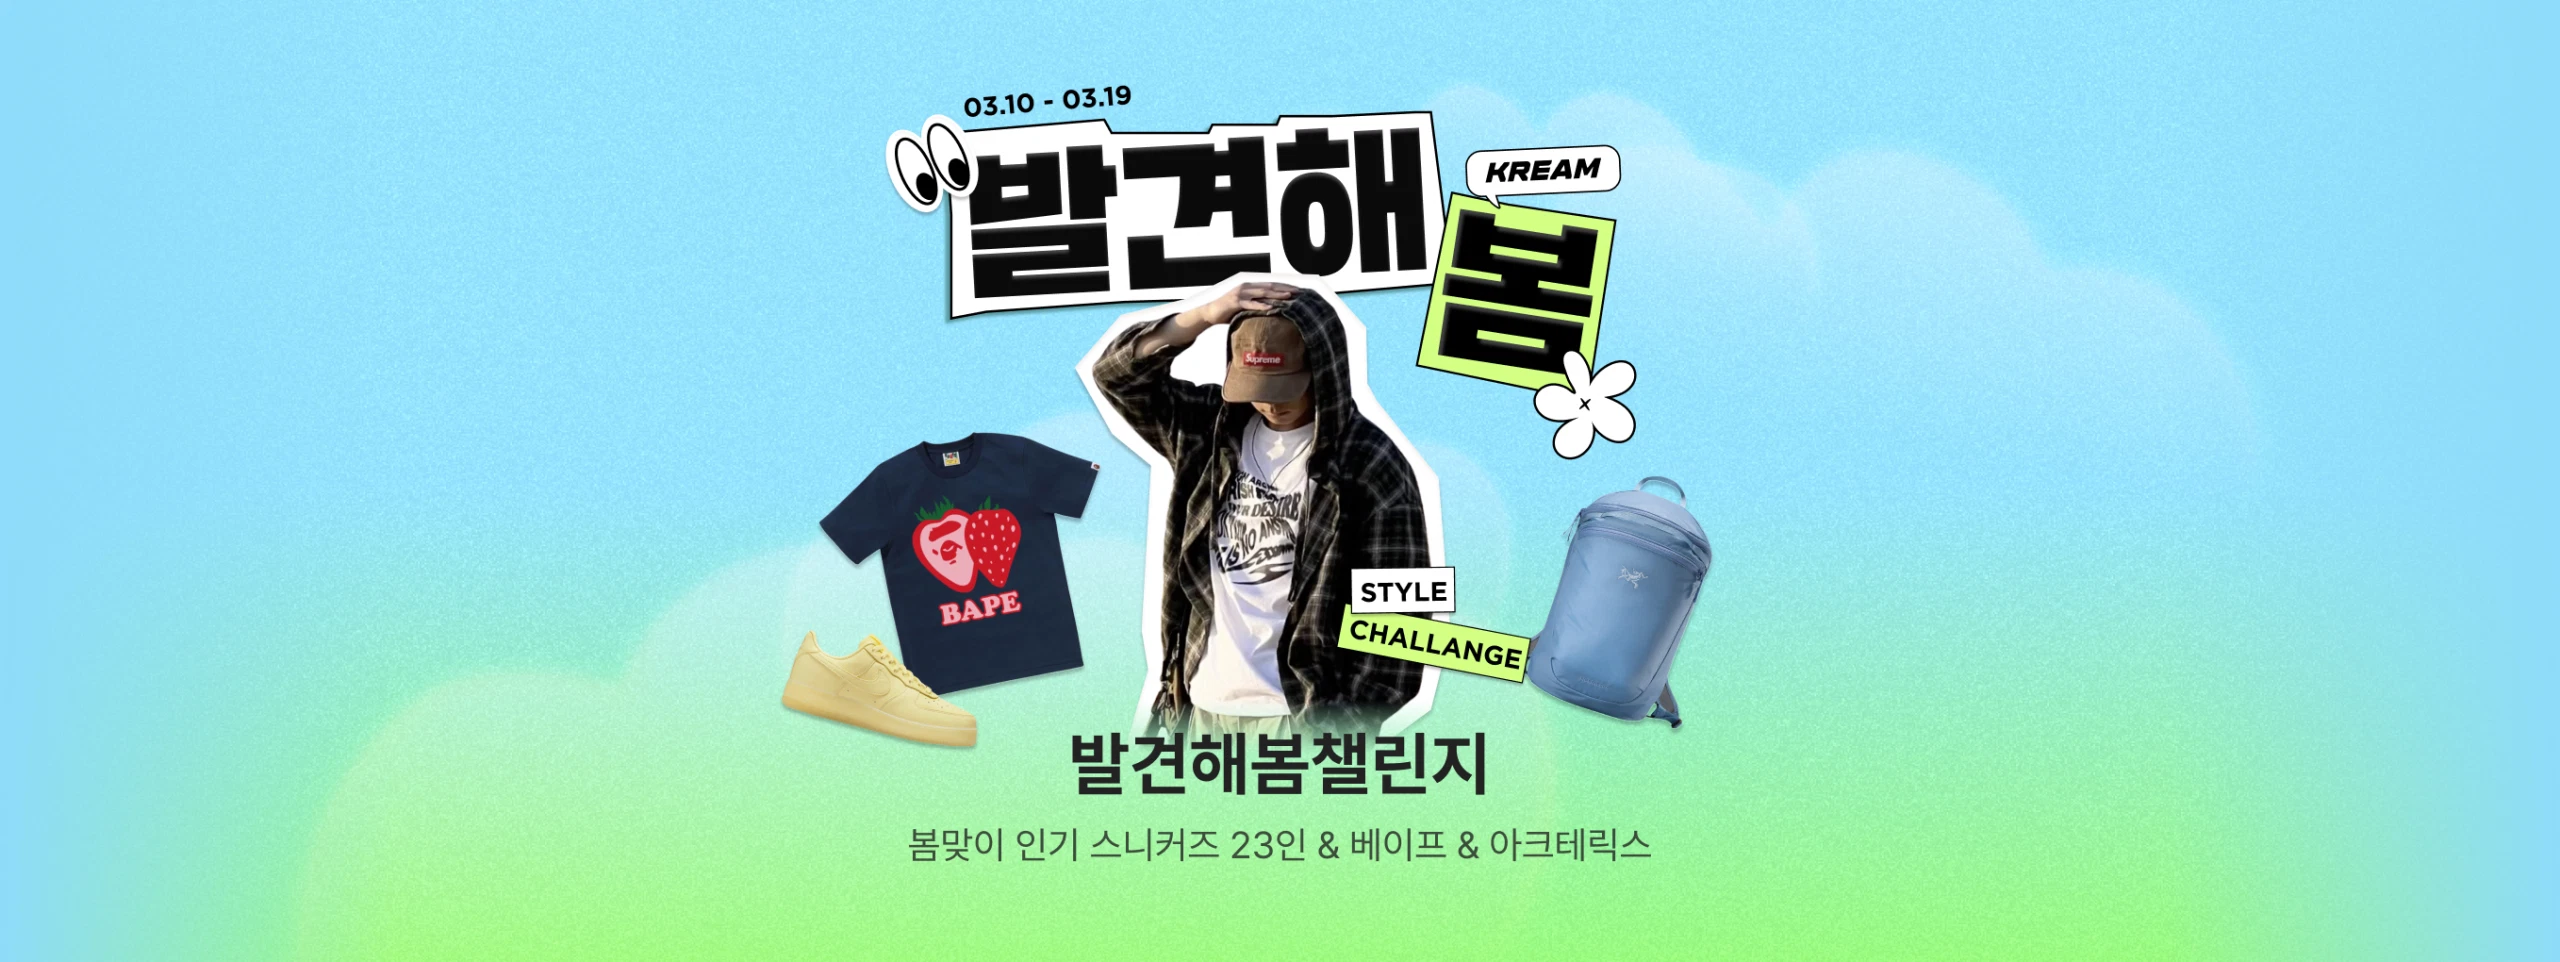 03.10 - 03.19
발견해
KREAM
봄
Supreme
DESIRE
NO
BAPE
STYLE
CHALLANGE
발견해봄챌린지
봄맞이 인기 스니커즈 23인 & 베이프 & 아크테릭스